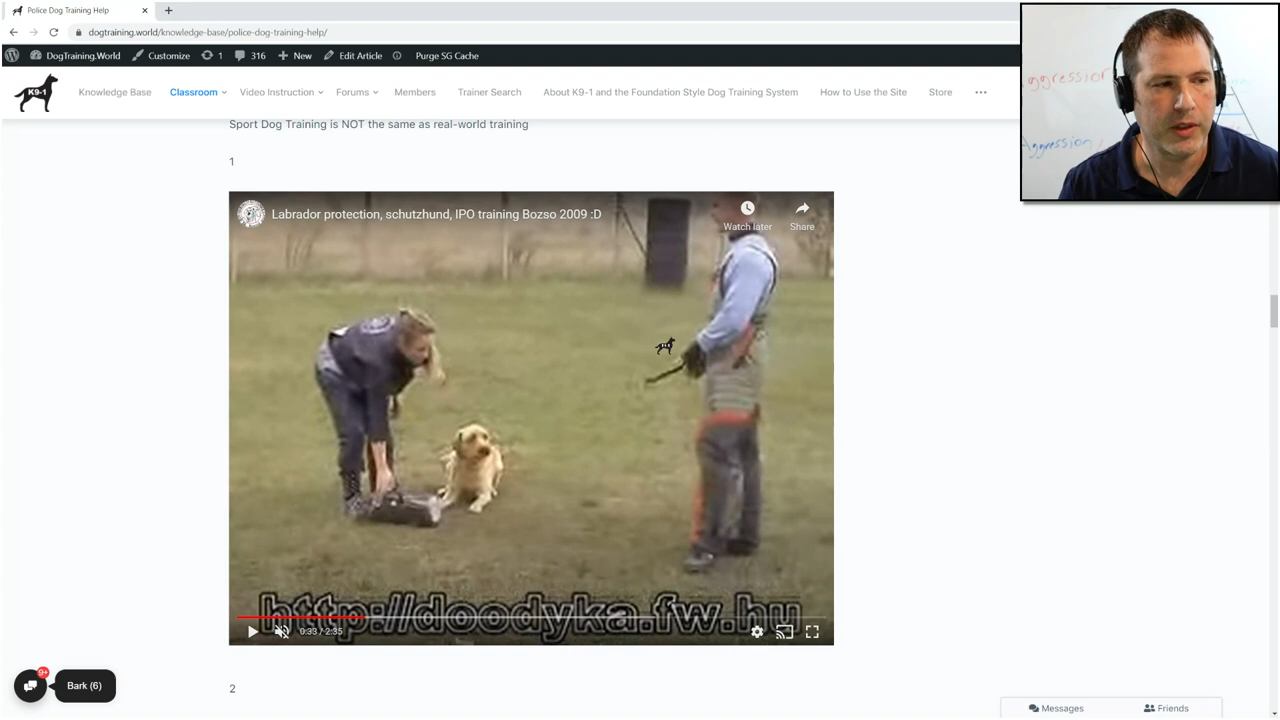 Police Dog Training Help
dogtraining.world/knowledge-base/police-dog-training-help/
DogTraining.World
Customize
1
316
New
Edit Article
Purge SG Cache
K9-1
Knowledge Base
Classroom
Video Instruction
Forums
Members
Trainer Search
About K9-1 and the Foundation Style Dog Training System
How to Use the Site
Store
ggression
Aggression
Sport Dog Training is NOT the same as real-world training
1
Labrador protection, schutzhund, IPO training Bozso 2009 :D
Watch later
Share
http://doodyka.fw.hu
0:33 / 2:35
9+
Bark (6)
2
Messages
Friends